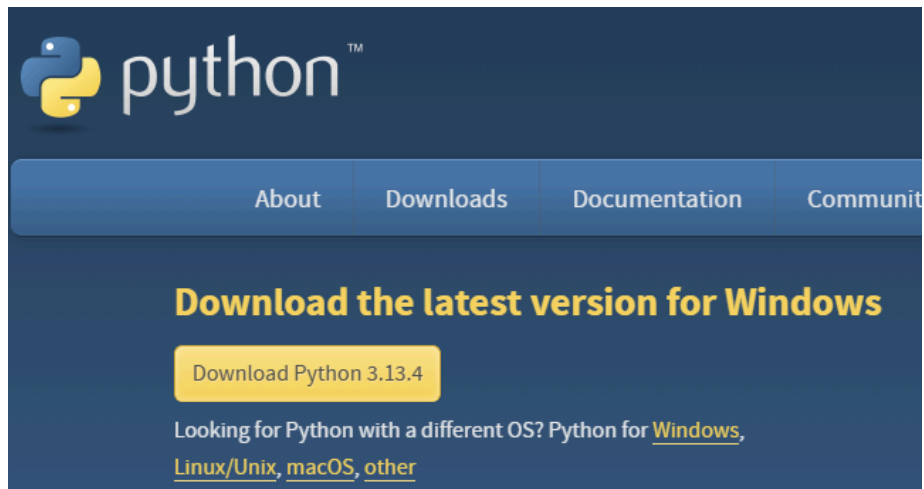 python™
About Downloads Documentation Communit
Download the latest version for Windows
Download Python 3.13.4
Looking for Python with a different OS? Python for Windows,
Linux/Unix, macOS, other